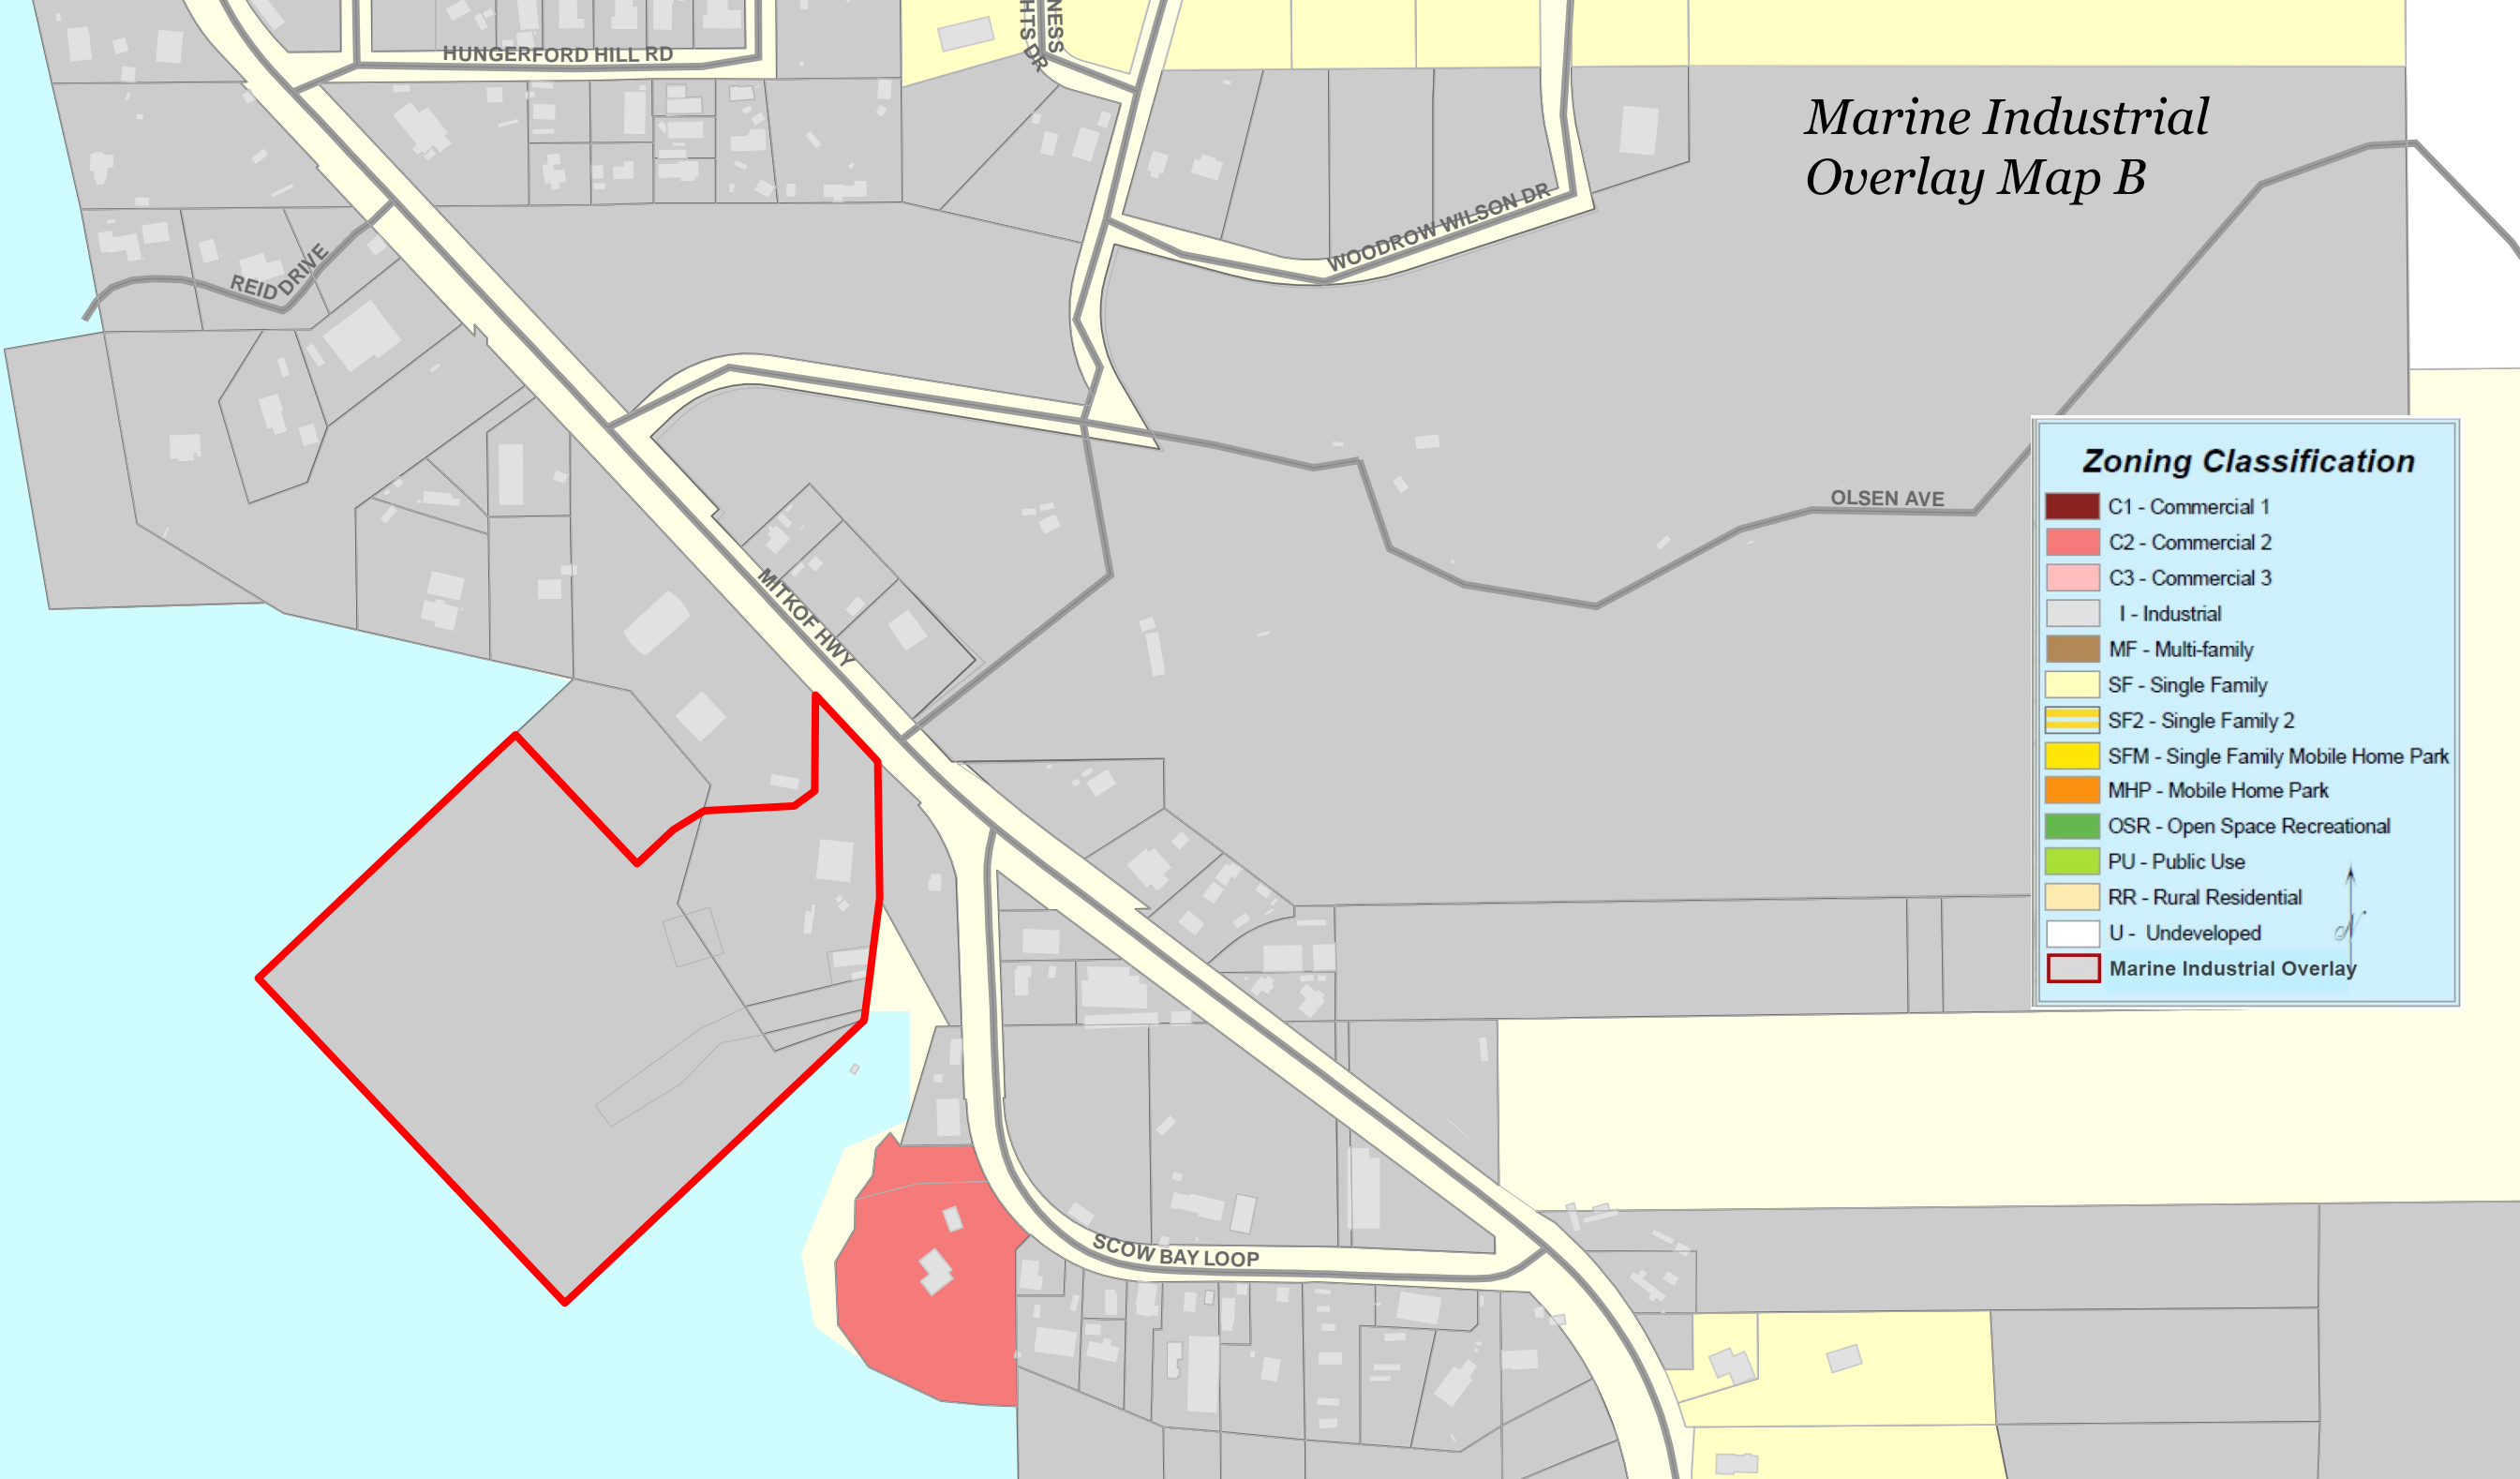 HUNGERFORD HILL RD
NESS
HTS DR
Marine Industrial
Overlay Map B
WOODROW WILSON DR
REID DRIVE
OLSEN AVE
MITKOF HWY
SCOW BAY LOOP
Zoning Classification
C1 - Commercial 1
C2 - Commercial 2
C3 - Commercial 3
I - Industrial
MF - Multi-family
SF - Single Family
SF2 - Single Family 2
SFM - Single Family Mobile Home Park
MHP - Mobile Home Park
OSR - Open Space Recreational
PU - Public Use
RR - Rural Residential
U - Undeveloped
N
Marine Industrial Overlay